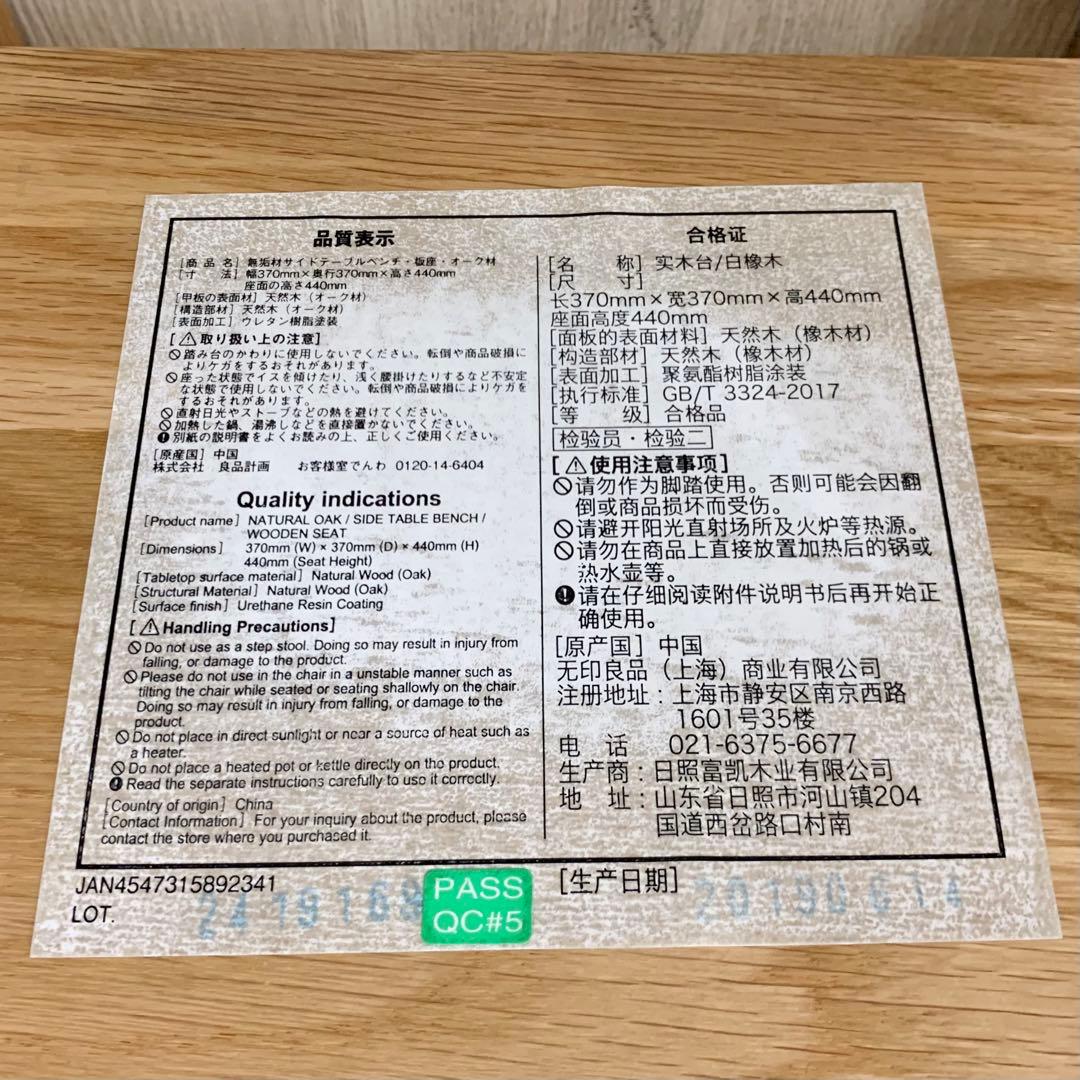 品質表示
[商 品 名] 無垢材サイドテーブルベンチ・板座・オーク材
[寸 法] 幅370mm×奥行370mm×高さ440mm
座面の高さ440mm
[甲板の表面材] 天然木(オーク材)
[構造部材] 天然木(オーク材)
[表面加工] ウレタン樹脂塗装
[⚠取り扱い上の注意]
🚫踏み台のかわりに使用しないでください。転倒や商品破損に
よりケガをするおそれがあります。
🚫座った状態でイスを傾けたり、浅く腰掛けたりするなど不安定
な状態で使用しないでください。転倒や商品破損によりケガを
するおそれがあります。
🚫直射日光やストーブなどの熱を避けてください。
🚫加熱した鍋、湯沸しなどを直接置かないでください。
❗別紙の説明書をよくお読みの上、正しくご使用ください。
[原産国] 中国
株式会社 良品計画 お客様室でんわ 0120-14-6404
Quality indications
[Product name] NATURAL OAK / SIDE TABLE BENCH /
WOODEN SEAT
[Dimensions] 370mm (W) × 370mm (D) × 440mm (H)
440mm (Seat Height)
[Tabletop surface material] Natural Wood (Oak)
[Structural Material] Natural Wood (Oak)
[Surface finish] Urethane Resin Coating
[⚠Handling Precautions]
🚫Do not use as a step stool. Doing so may result in injury from
falling, or damage to the product.
🚫Please do not use in the chair in a unstable manner such as
tilting the chair while seated or seating shallowly on the chair.
Doing so may result in injury from falling, or damage to the
product.
🚫Do not place in direct sunlight or near a source of heat such as
a heater.
🚫Do not place a heated pot or kettle directly on the product.
❗Read the separate instructions carefully to use it correctly.
[Country of origin] China
[Contact Information] For your inquiry about the product, please
contact the store where you purchased it.
合格证
[名 称] 实木台/白橡木
[尺 寸]
长370mm×宽370mm×高440mm
座面高度440mm
[面板的表面材料] 天然木(橡木材)
[构造部材] 天然木(橡木材)
[表面加工] 聚氨酯树脂涂装
[执行标准] GB/T 3324-2017
[等 级] 合格品
检验员・检验二
[⚠使用注意事项]
🚫请勿作为脚踏使用。否则可能会因翻
倒或商品损坏而受伤。
🚫请避开阳光直射场所及火炉等热源。
🚫请勿在商品上直接放置加热后的锅或
热水壶等。
❗请在仔细阅读附件说明书后再开始正
确使用。
[原产国] 中国
无印良品(上海)商业有限公司
注册地址:上海市静安区南京西路
1601号35楼
电 话 021-6375-6677
生产商:日照富凯木业有限公司
地 址:山东省日照市河山镇204
国道西岔路口村南
JAN4547315892341
LOT. 2419168
PASS
QC#5
[生产日期] 20190614